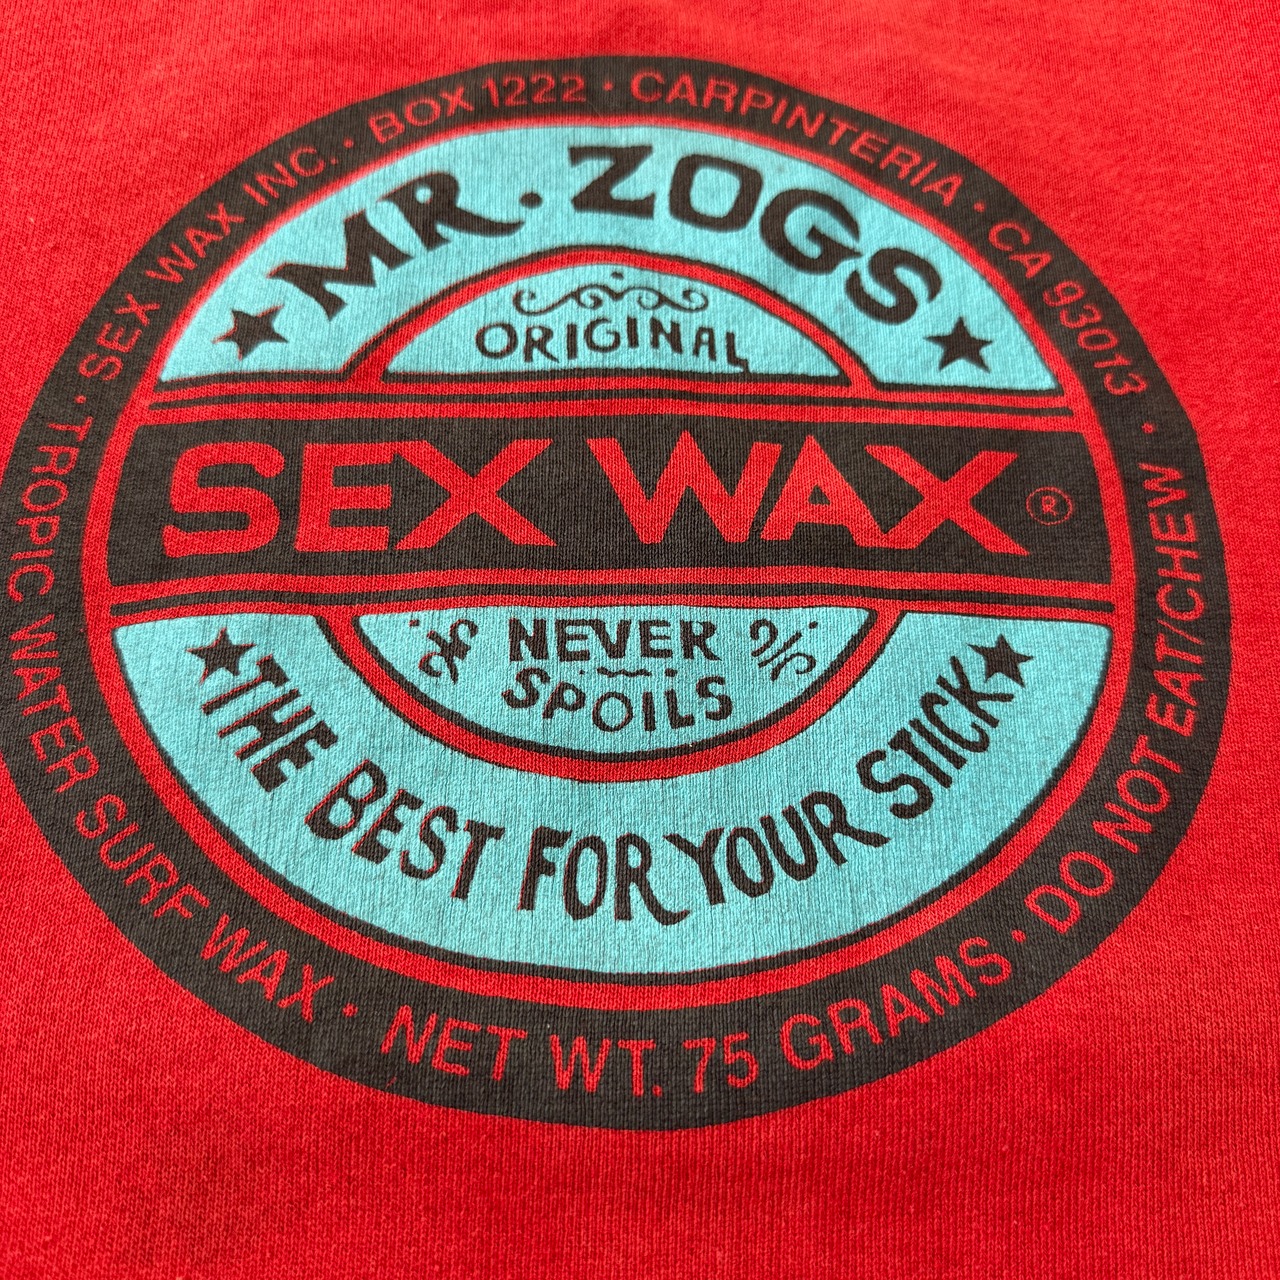 SEX WAX INC. · BOX 1222 · CARPINTERIA · CA 93013 · DO NOT EAT/CHEW · NET WT. 75 GRAMS · TROPIC WATER SURF WAX ·
MR. ZOGS
ORIGINAL
SEX WAX ®
NEVER
SPOILS
THE BEST FOR YOUR STICK